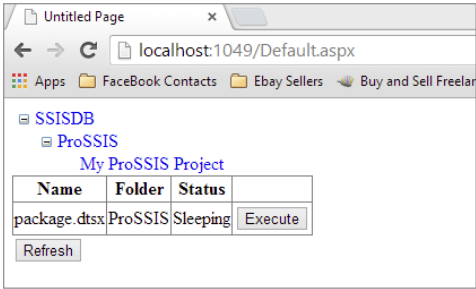 Untitled Page
localhost:1049/Default.aspx
Apps FaceBook Contacts Ebay Sellers Buy and Sell
SSISDB
ProSSIS
My ProSSIS Project
Name Folder Status
package.dtsx ProSSIS Sleeping Execute
Refresh